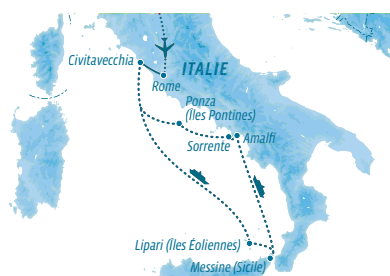 Civitavecchia
ITALIE
Rome
Ponza
(Îles Pontines)
Sorrente
Amalfi
Lipari (Îles Éoliennes)
Messine (Sicile)